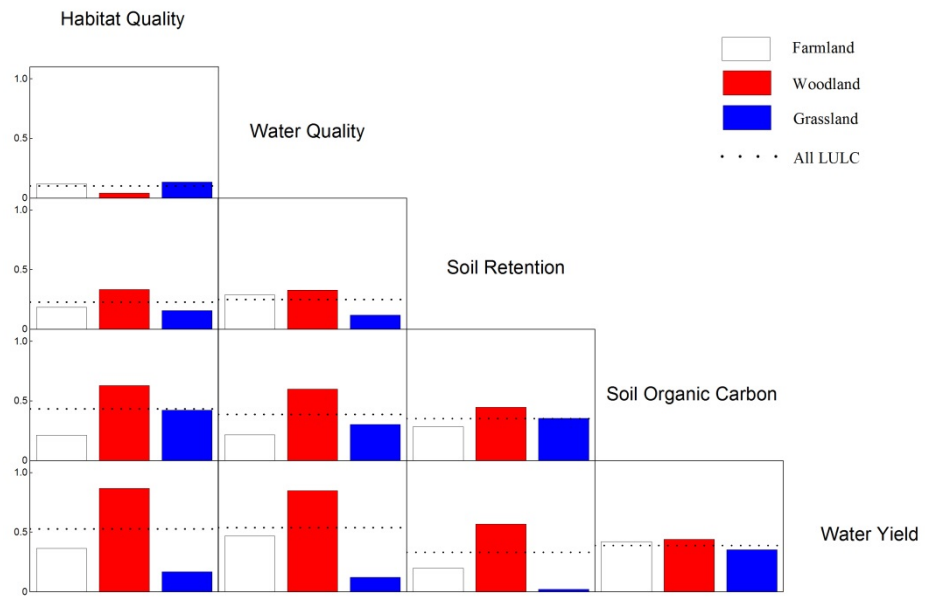 Habitat Quality
Farmland
Woodland
Grassland
All LULC
1.0
0.5
0
Water Quality
1.0
0.5
0
Soil Retention
1.0
0.5
0
Soil Organic Carbon
1.0
0.5
0
Water Yield